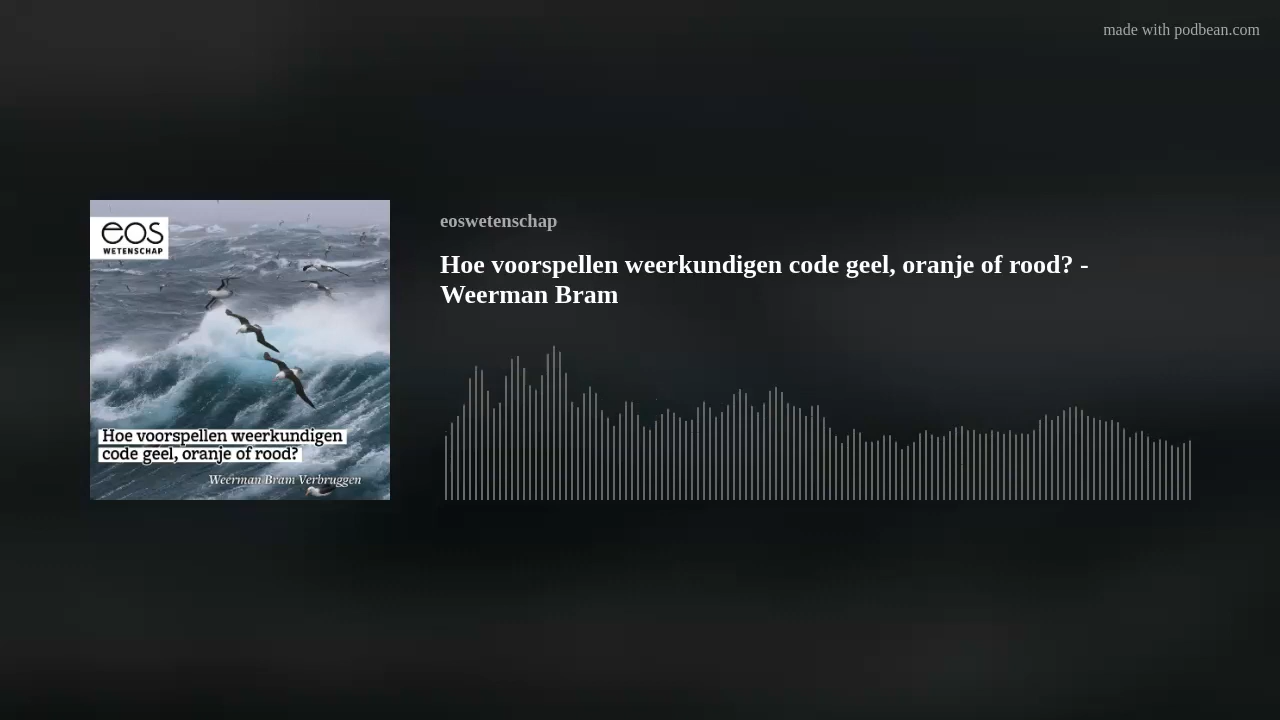 made with podbean.com
eos
WETENSCHAP
Hoe voorspellen weerkundigen
code geel, oranje of rood?
Weerman Bram Verbruggen
eoswetenschap
Hoe voorspellen weerkundigen code geel, oranje of rood? -
Weerman Bram